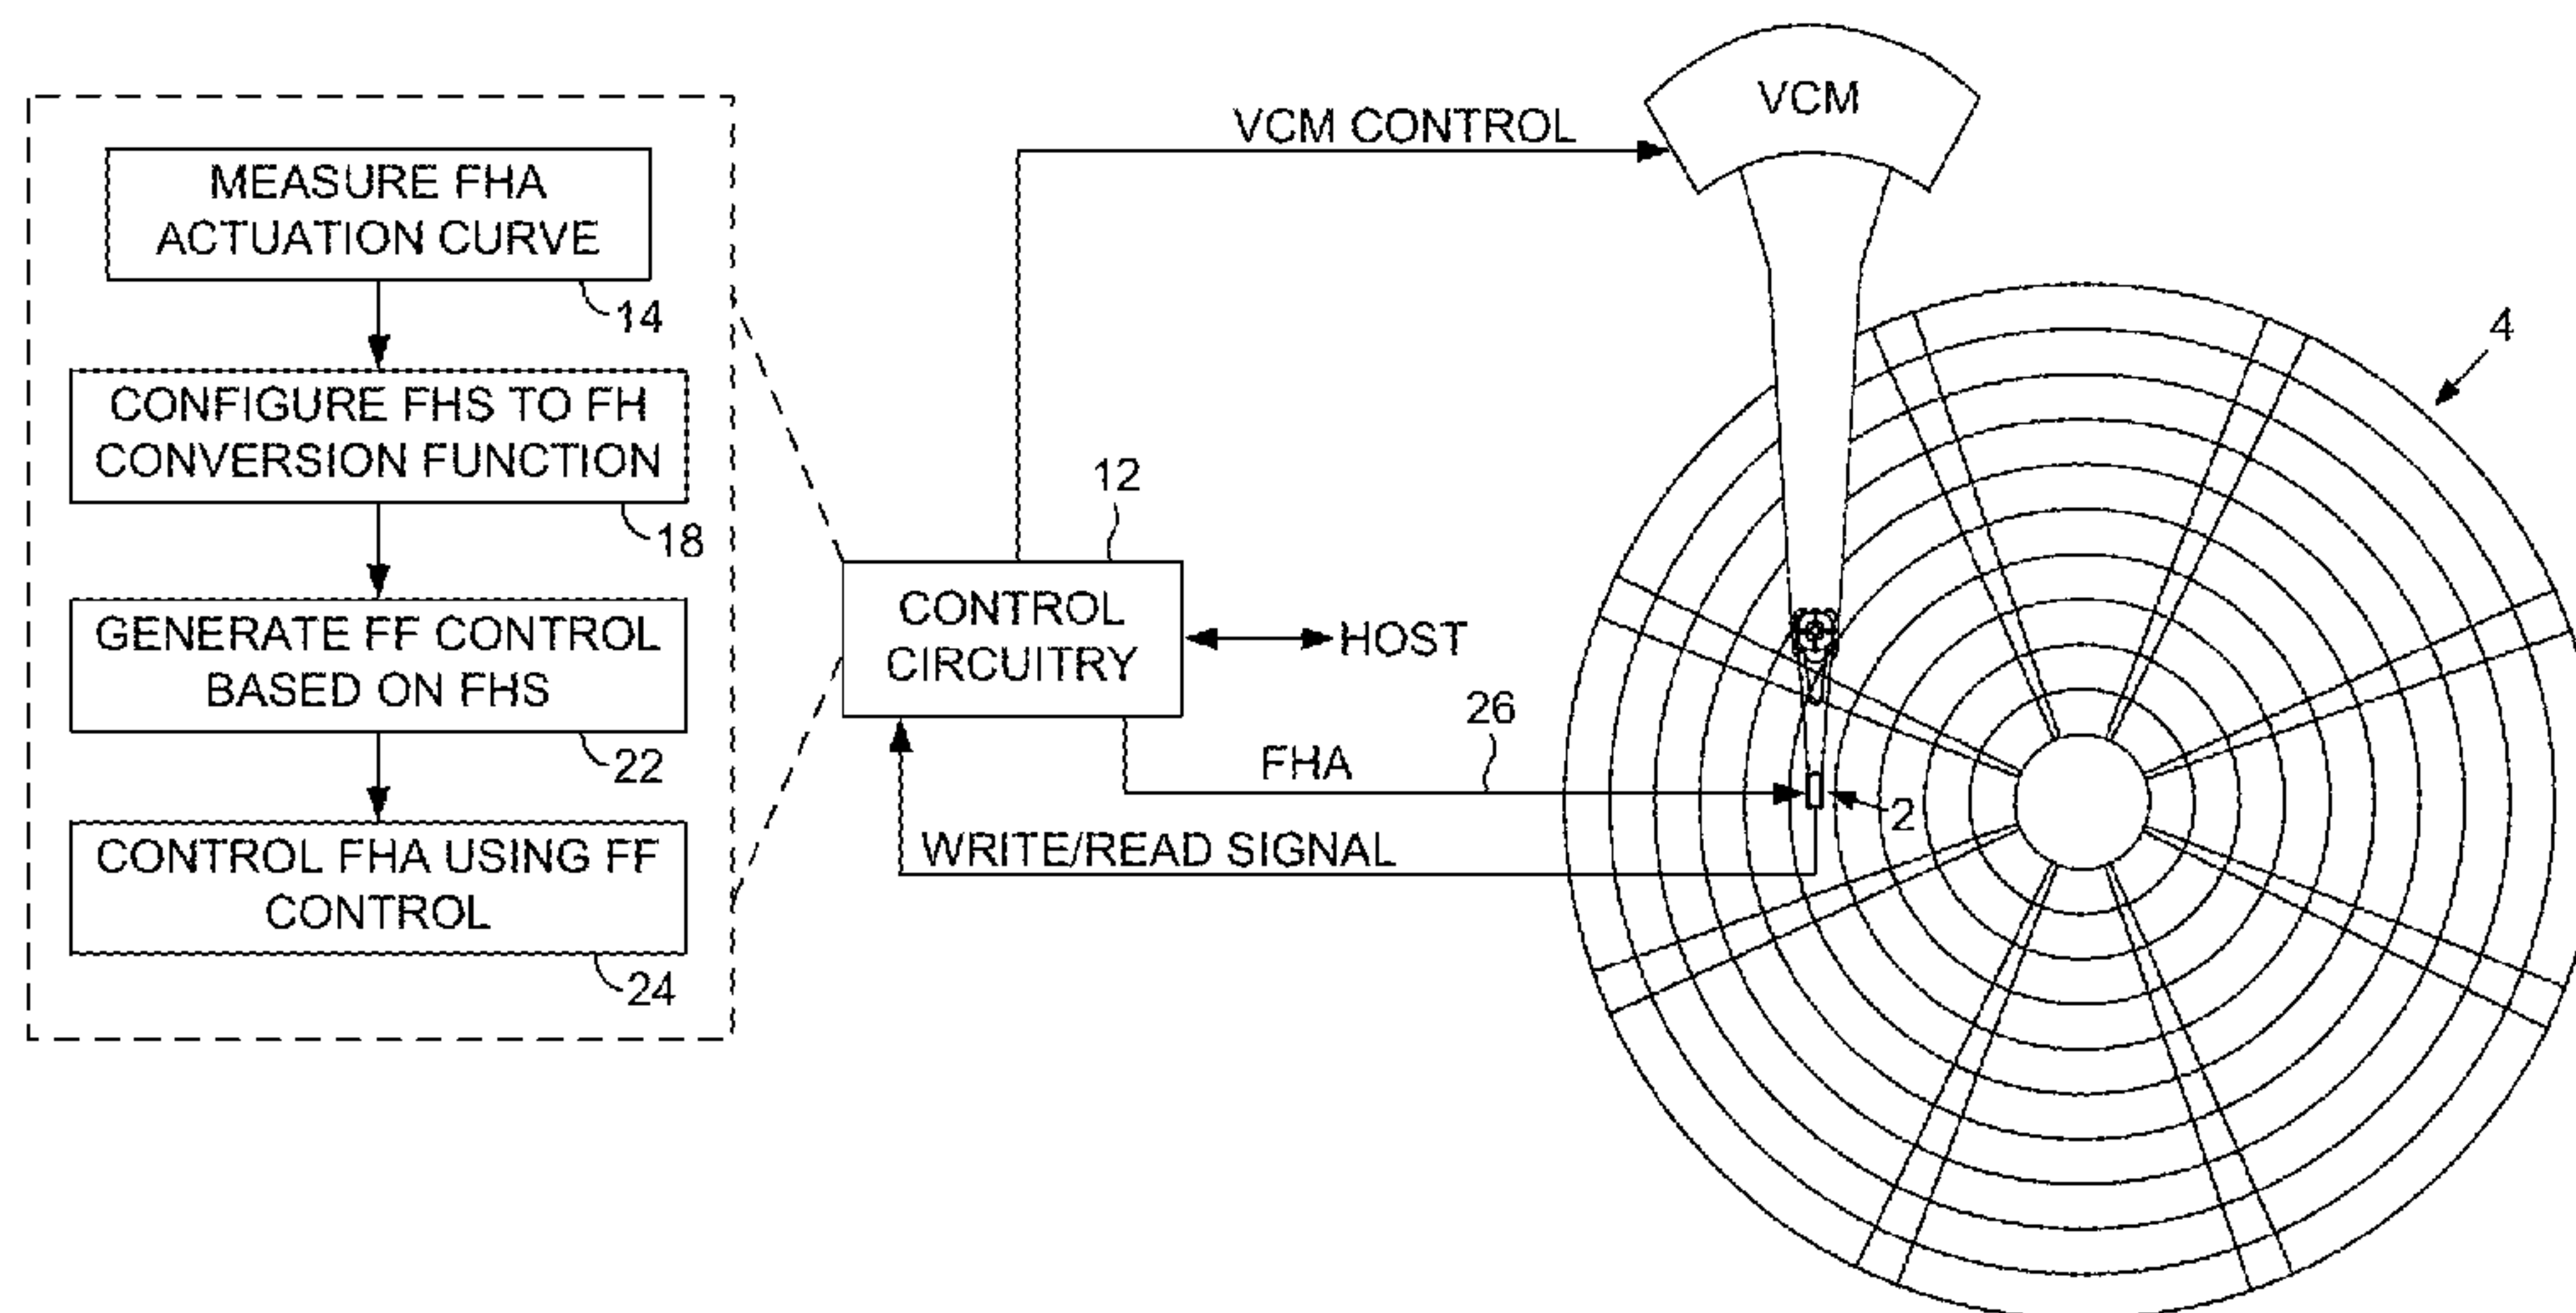 MEASURE FHA
ACTUATION CURVE
14
CONFIGURE FHS TO FH
CONVERSION FUNCTION
18
GENERATE FF CONTROL
BASED ON FHS
22
CONTROL FHA USING FF
CONTROL
24
VCM CONTROL
VCM
12
CONTROL
CIRCUITRY
HOST
FHA
26
WRITE/READ SIGNAL
2
4